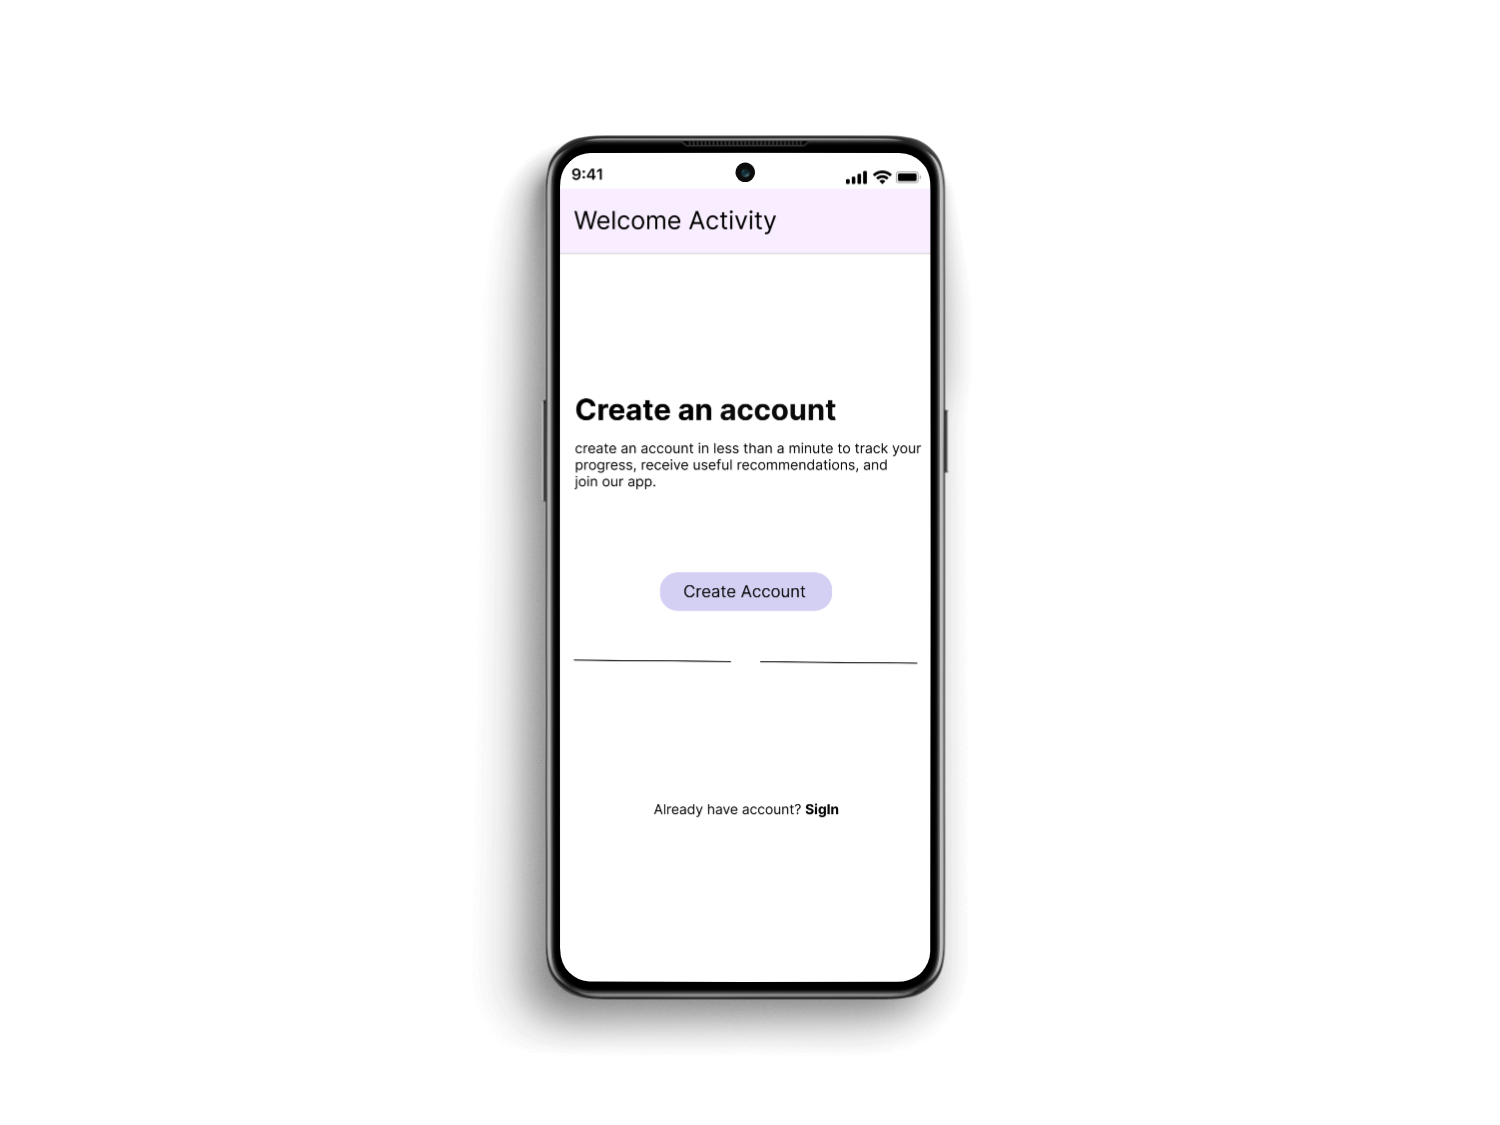 9:41
Welcome Activity
Create an account
create an account in less than a minute to track your
progress, receive useful recommendations, and
join our app.
Create Account
Already have account? SigIn